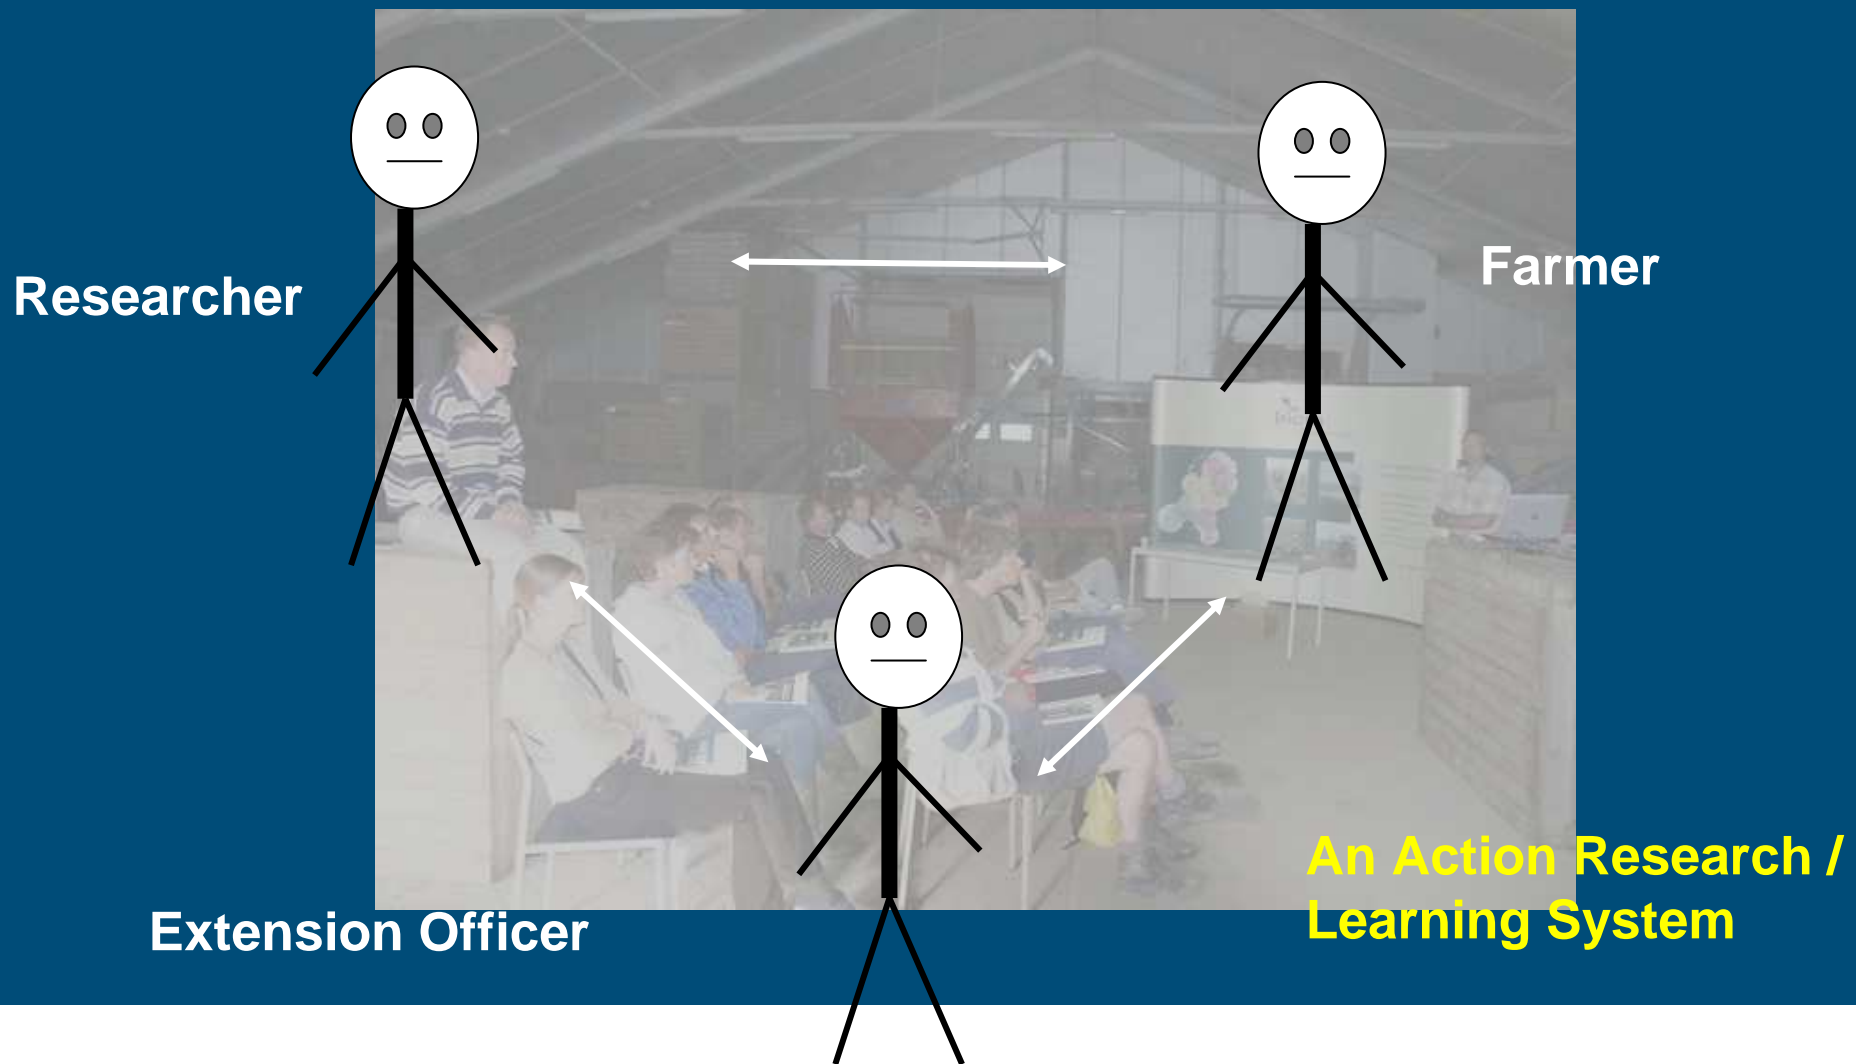 Farmer
Researcher
An Action Research /
Learning System
Extension Officer